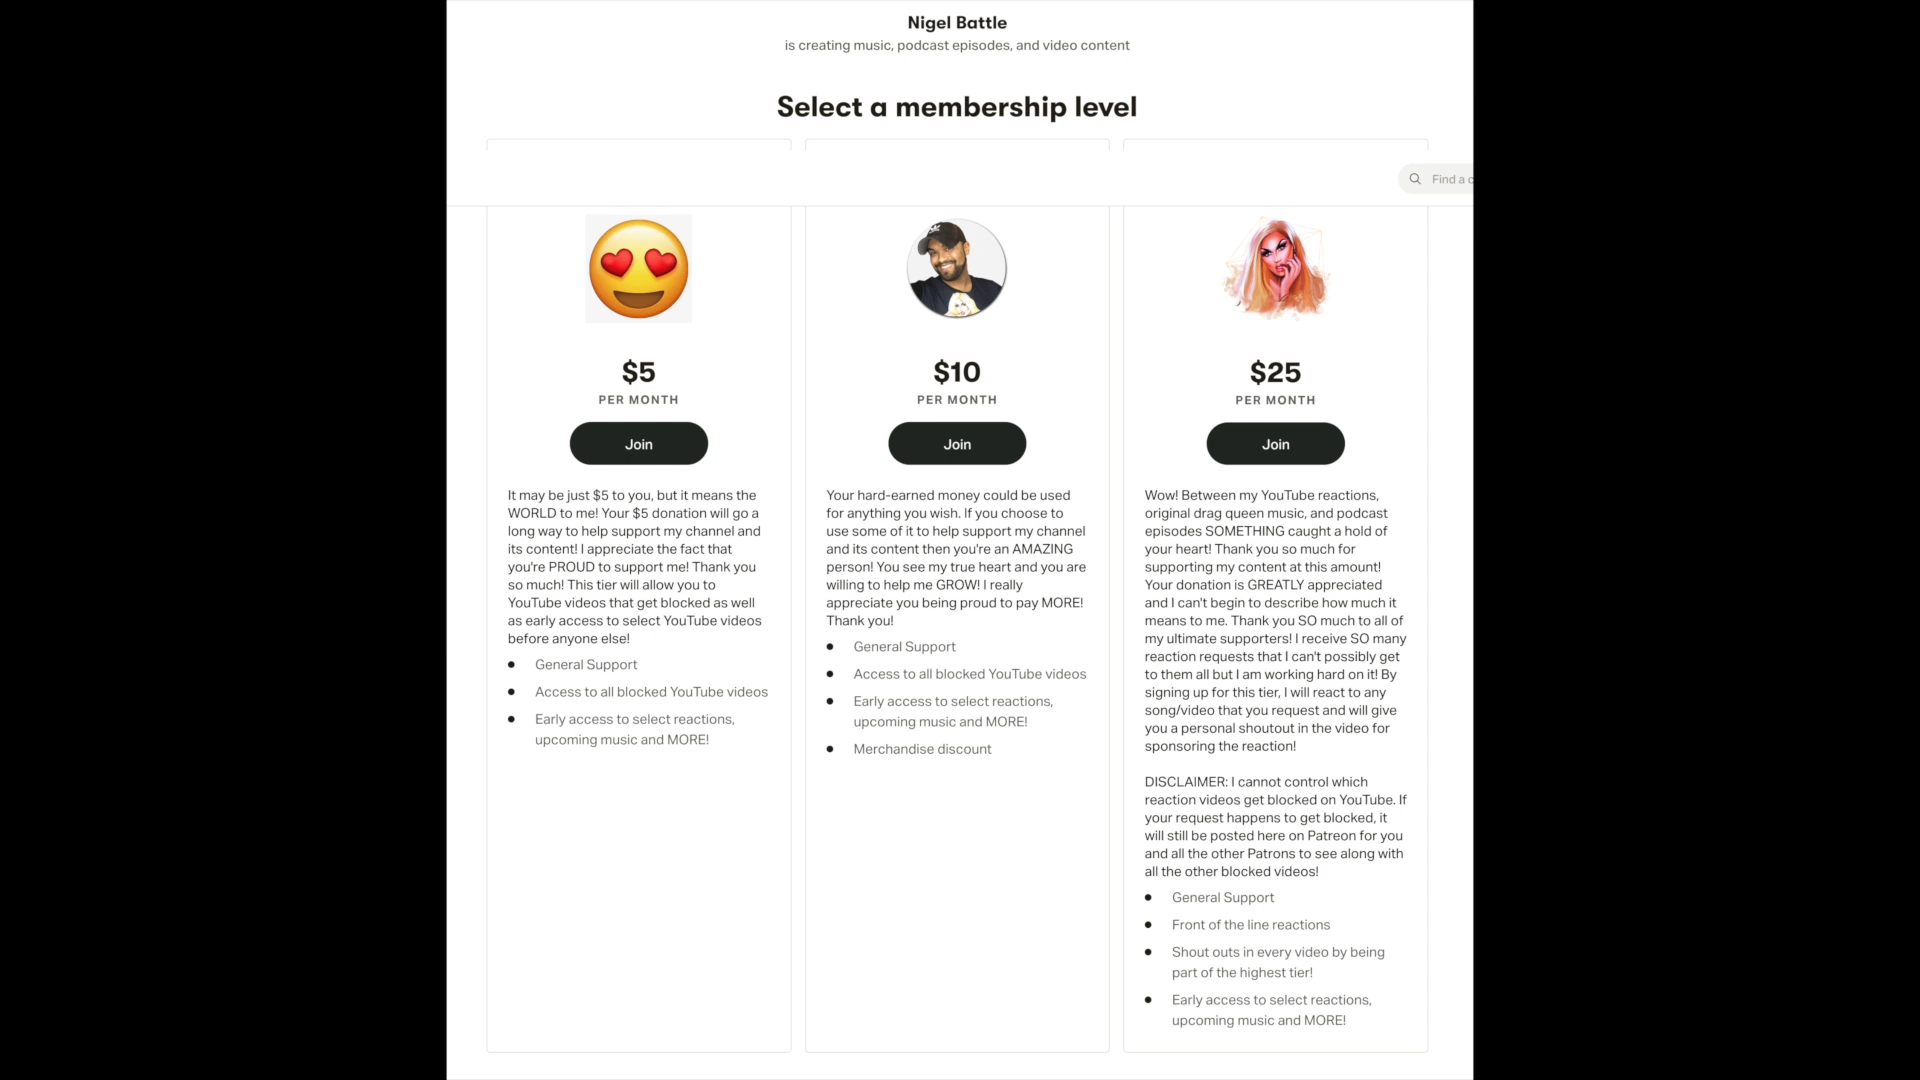 Nigel Battle
is creating music, podcast episodes, and video content
Select a membership level
Find a c
$5
PER MONTH
Join
It may be just $5 to you, but it means the
WORLD to me! Your $5 donation will go a
long way to help support my channel and
its content! I appreciate the fact that
you're PROUD to support me! Thank you
so much! This tier will allow you to
YouTube videos that get blocked as well
as early access to select YouTube videos
before anyone else!
General Support
Access to all blocked YouTube videos
Early access to select reactions,
upcoming music and MORE!
$10
PER MONTH
Join
Your hard-earned money could be used
for anything you wish. If you choose to
use some of it to help support my channel
and its content then you're an AMAZING
person! You see my true heart and you are
willing to help me GROW! I really
appreciate you being proud to pay MORE!
Thank you!
General Support
Access to all blocked YouTube videos
Early access to select reactions,
upcoming music and MORE!
Merchandise discount
$25
PER MONTH
Join
Wow! Between my YouTube reactions,
original drag queen music, and podcast
episodes SOMETHING caught a hold of
your heart! Thank you so much for
supporting my content at this amount!
Your donation is GREATLY appreciated
and I can't begin to describe how much it
means to me. Thank you SO much to all of
my ultimate supporters! I receive SO many
reaction requests that I can't possibly get
to them all but I am working hard on it! By
signing up for this tier, I will react to any
song/video that you request and will give
you a personal shoutout in the video for
sponsoring the reaction!
DISCLAIMER: I cannot control which
reaction videos get blocked on YouTube. If
your request happens to get blocked, it
will still be posted here on Patreon for you
and all the other Patrons to see along with
all the other blocked videos!
General Support
Front of the line reactions
Shout outs in every video by being
part of the highest tier!
Early access to select reactions,
upcoming music and MORE!